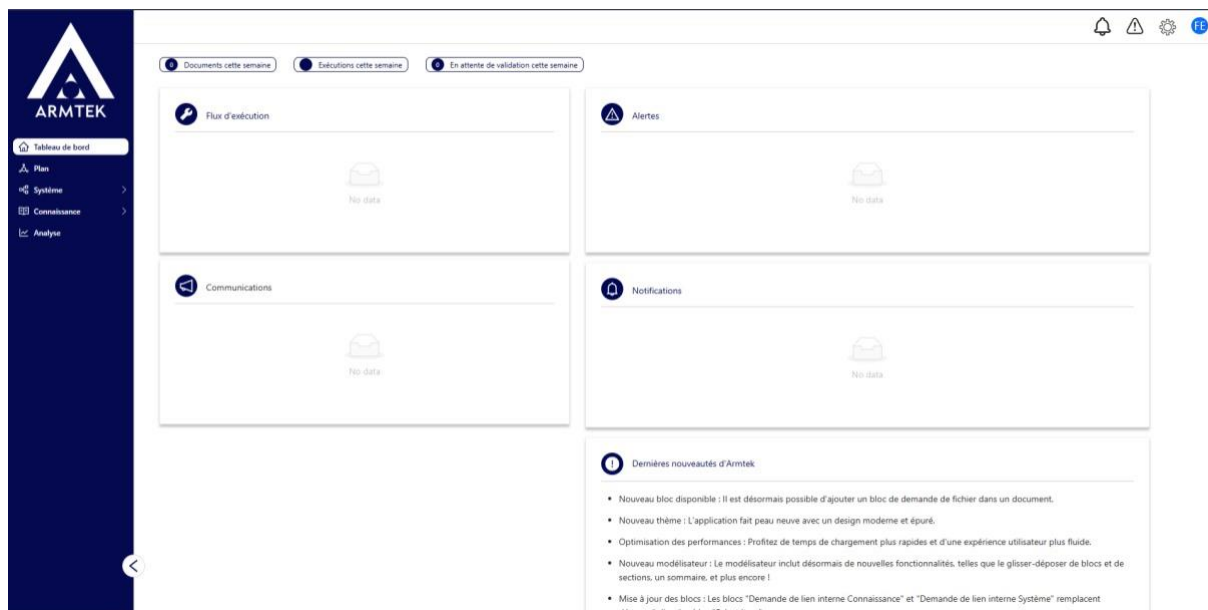 FE
ARMTEK
Tableau de bord
Plan
Système
Connaissance
Analyse
0 Documents cette semaine
Exécutions cette semaine
0 En attente de validation cette semaine
Flux d'exécution
No data
Alertes
No data
Communications
No data
Notifications
No data
Dernières nouveautés d'Armtek
• Nouveau bloc disponible : Il est désormais possible d'ajouter un bloc de demande de fichier dans un document.
• Nouveau thème : L'application fait peau neuve avec un design moderne et épuré.
• Optimisation des performances : Profitez de temps de chargement plus rapides et d'une expérience utilisateur plus fluide.
• Nouveau modélisateur : Le modélisateur inclut désormais de nouvelles fonctionnalités, telles que le glisser-déposer de blocs et de
sections, un sommaire, et plus encore !
• Mise à jour des blocs : Les blocs "Demande de lien interne Connaissance" et "Demande de lien interne Système" remplacent